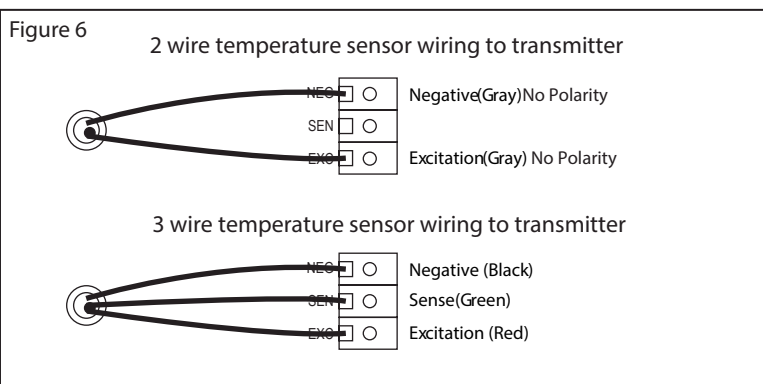 Figure 6
2 wire temperature sensor wiring to transmitter
NEG Negative(Gray)No Polarity
SEN
EXC Excitation(Gray) No Polarity
3 wire temperature sensor wiring to transmitter
NEG Negative (Black)
SEN Sense(Green)
EXC Excitation (Red)